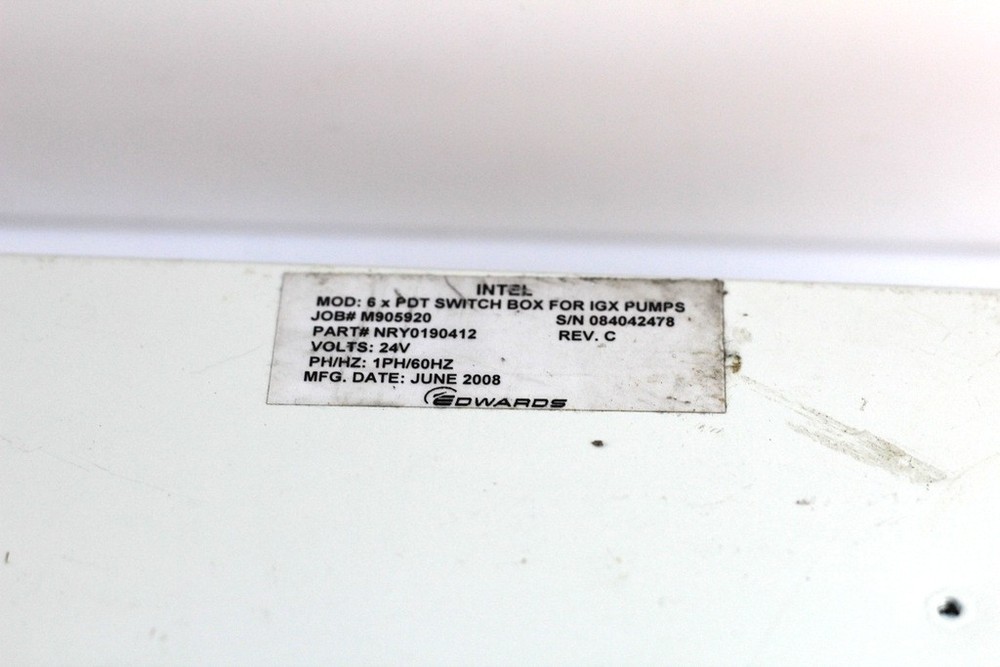 INTEL
MOD: 6 x PDT SWITCH BOX FOR IGX PUMPS
JOB# M905920 S/N 084042478
PART# NRY0190412 REV. C
VOLTS: 24V
PH/HZ: 1PH/60HZ
MFG. DATE: JUNE 2008
EDWARDS